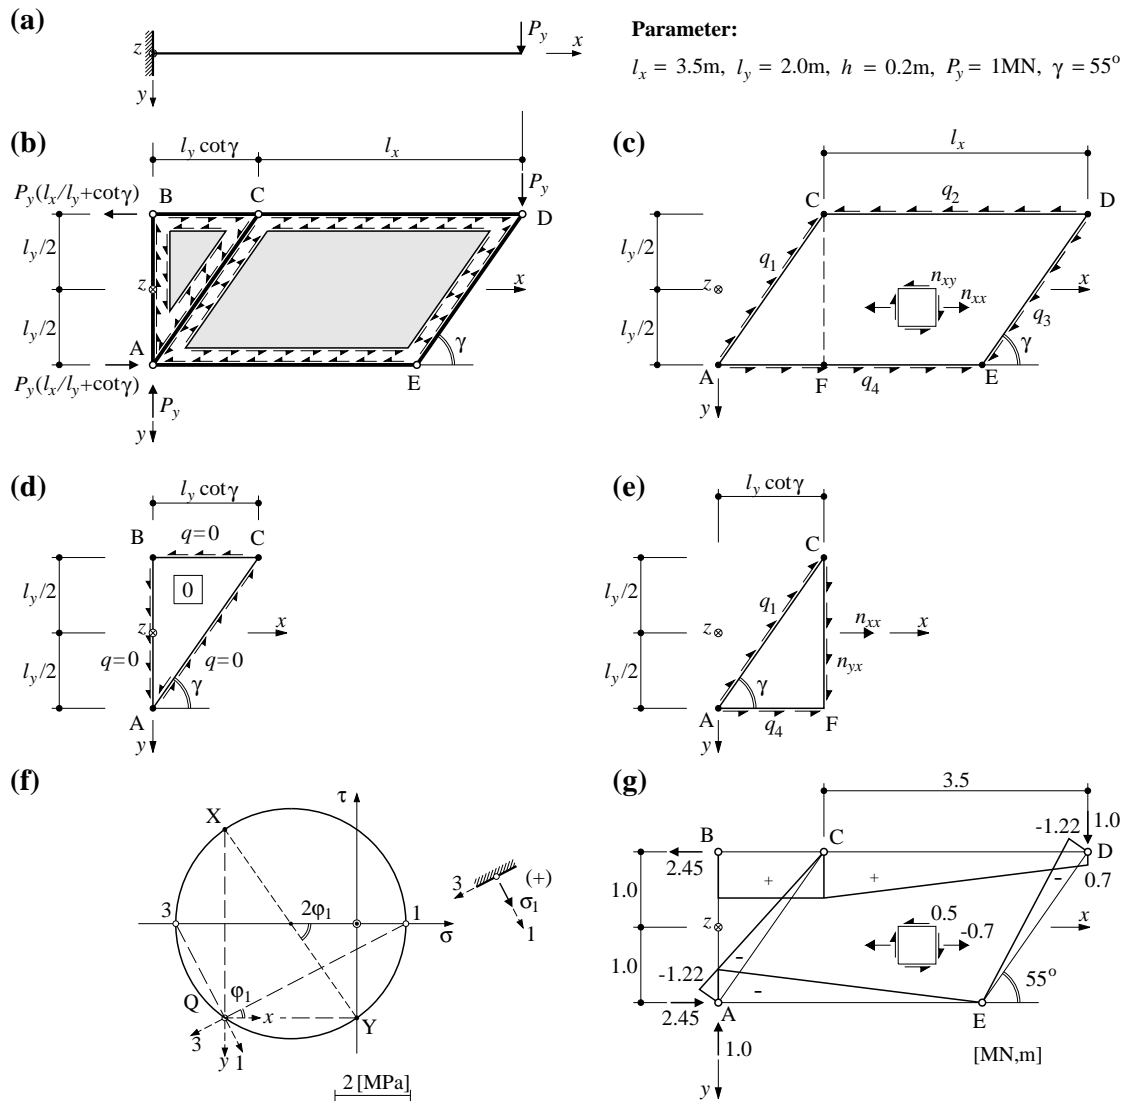 (a)
P_y
z
x
y
Parameter:
l_x = 3.5m, l_y = 2.0m, h = 0.2m, P_y = 1MN, γ = 55°
(b)
l_y cotγ
l_x
P_y(l_x/l_y+cotγ)
B
C
P_y
D
l_y/2
z
x
l_y/2
A
γ
E
P_y(l_x/l_y+cotγ)
P_y
y
(c)
l_x
C
q_2
D
l_y/2
q_1
n_xy
z
n_xx
x
l_y/2
q_3
γ
A
F
q_4
E
y
(d)
l_y cotγ
B
q=0
C
l_y/2
0
z
x
q=0
q=0
l_y/2
γ
A
y
(e)
l_y cotγ
C
l_y/2
q_1
z
n_xx
x
l_y/2
n_yx
γ
A
q_4
F
y
(f)
τ
X
3
(+)
σ_1
1
3
2φ_1
1
σ
Q
φ_1
x
Y
3
y
1
2 [MPa]
(g)
3.5
-1.22
1.0
B
C
D
2.45
+
+
-
0.7
1.0
z
0.5
-0.7
x
1.0
-
-1.22
-
55°
2.45
A
E
1.0
[MN,m]
y